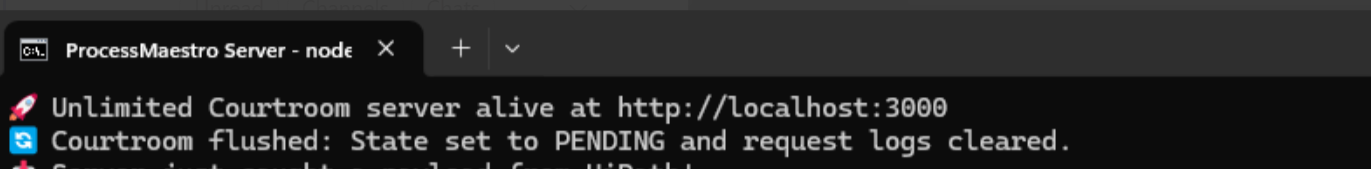 ProcessMaestro Server - node
🚀 Unlimited Courtroom server alive at http://localhost:3000
🔄 Courtroom flushed: State set to PENDING and request logs cleared.